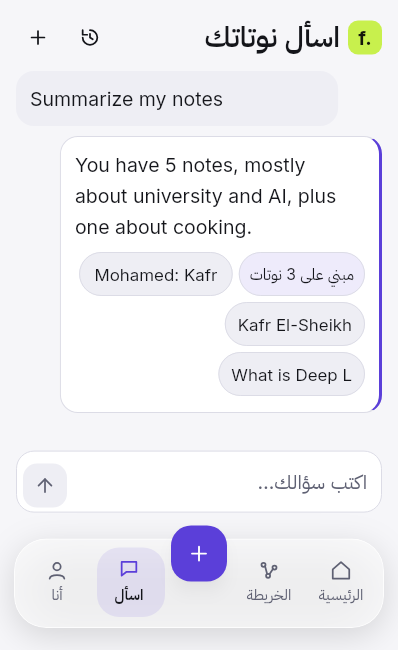 f. اسأل نوتاتك
Summarize my notes
You have 5 notes, mostly
about university and AI, plus
one about cooking.
مبني على 3 نوتات
Mohamed: Kafr
Kafr El-Sheikh
What is Deep L
اكتب سؤالك...
الرئيسية
الخريطة
اسأل
أنا